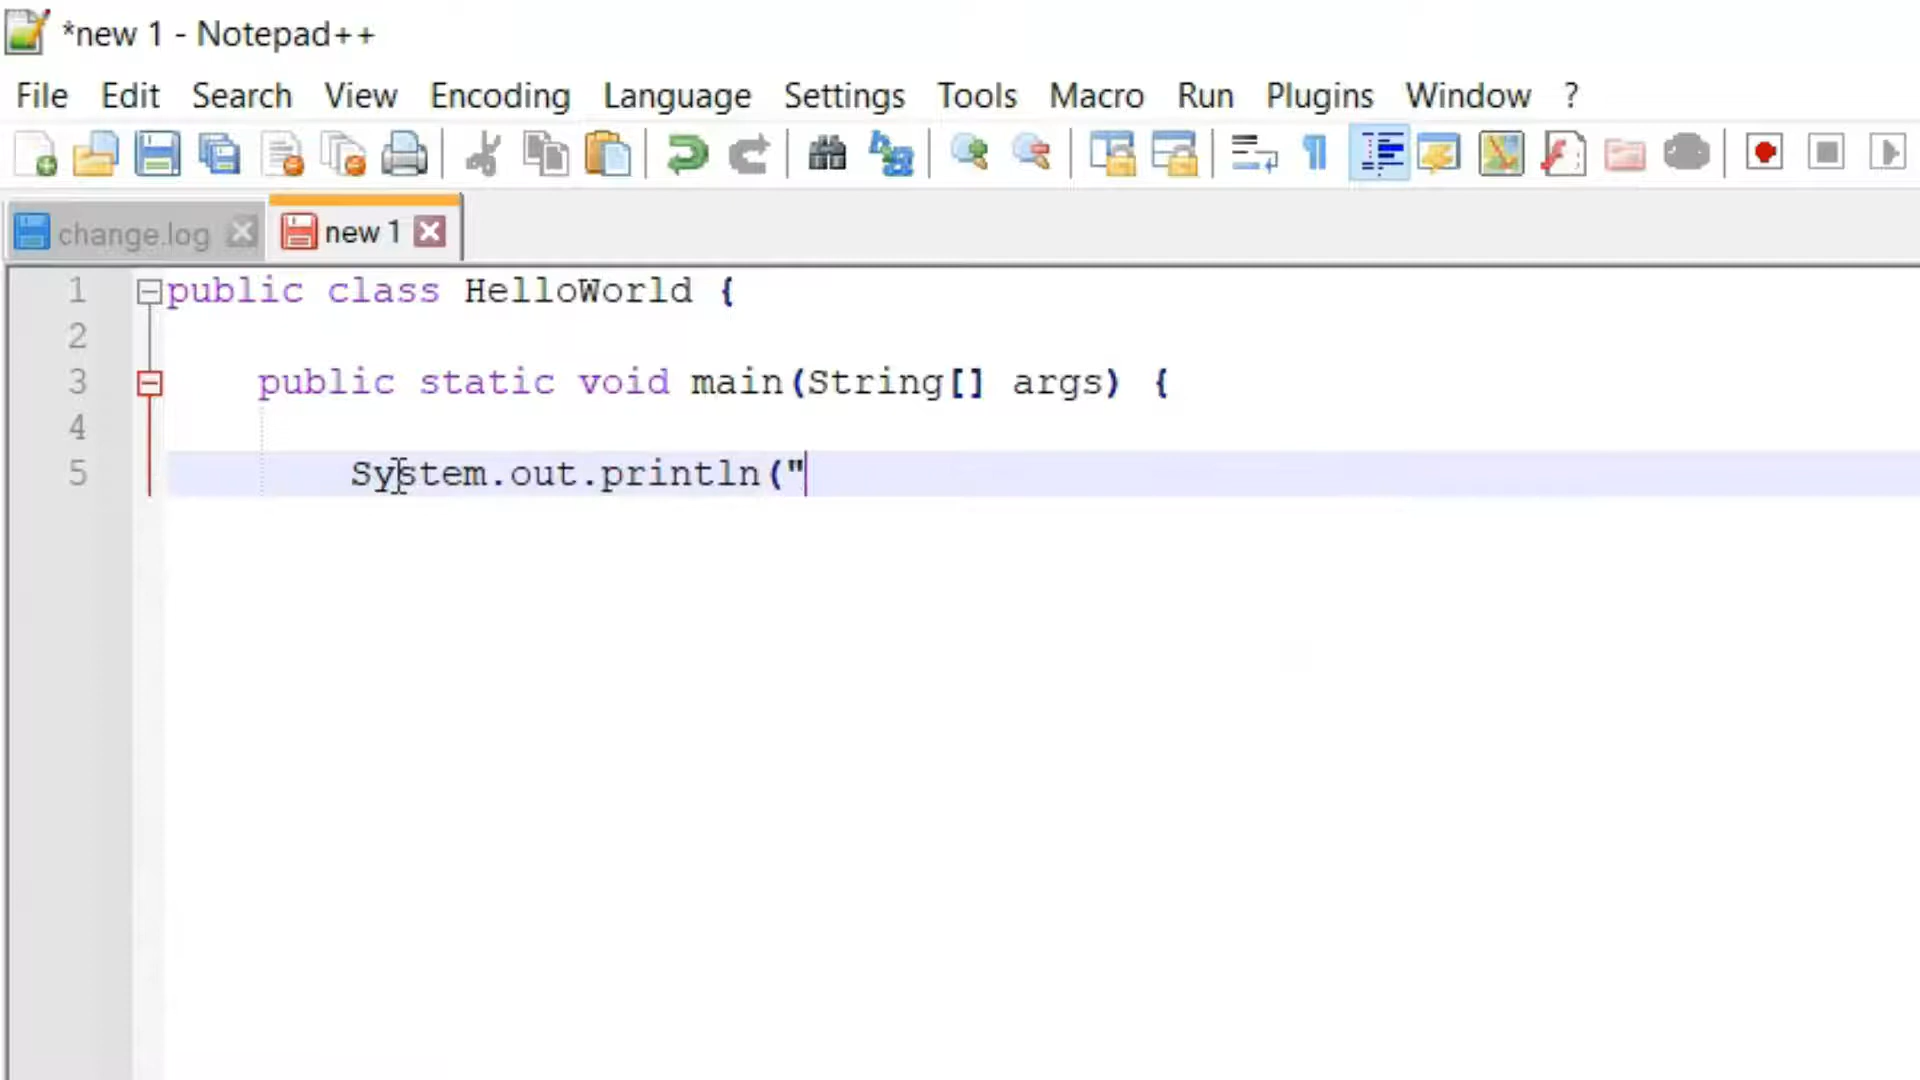 *new 1 - Notepad++
File Edit Search View Encoding Language Settings Tools Macro Run Plugins Window ?
change.log new 1
1 public class HelloWorld {
2
3 public static void main(String[] args) {
4
5 System.out.println("